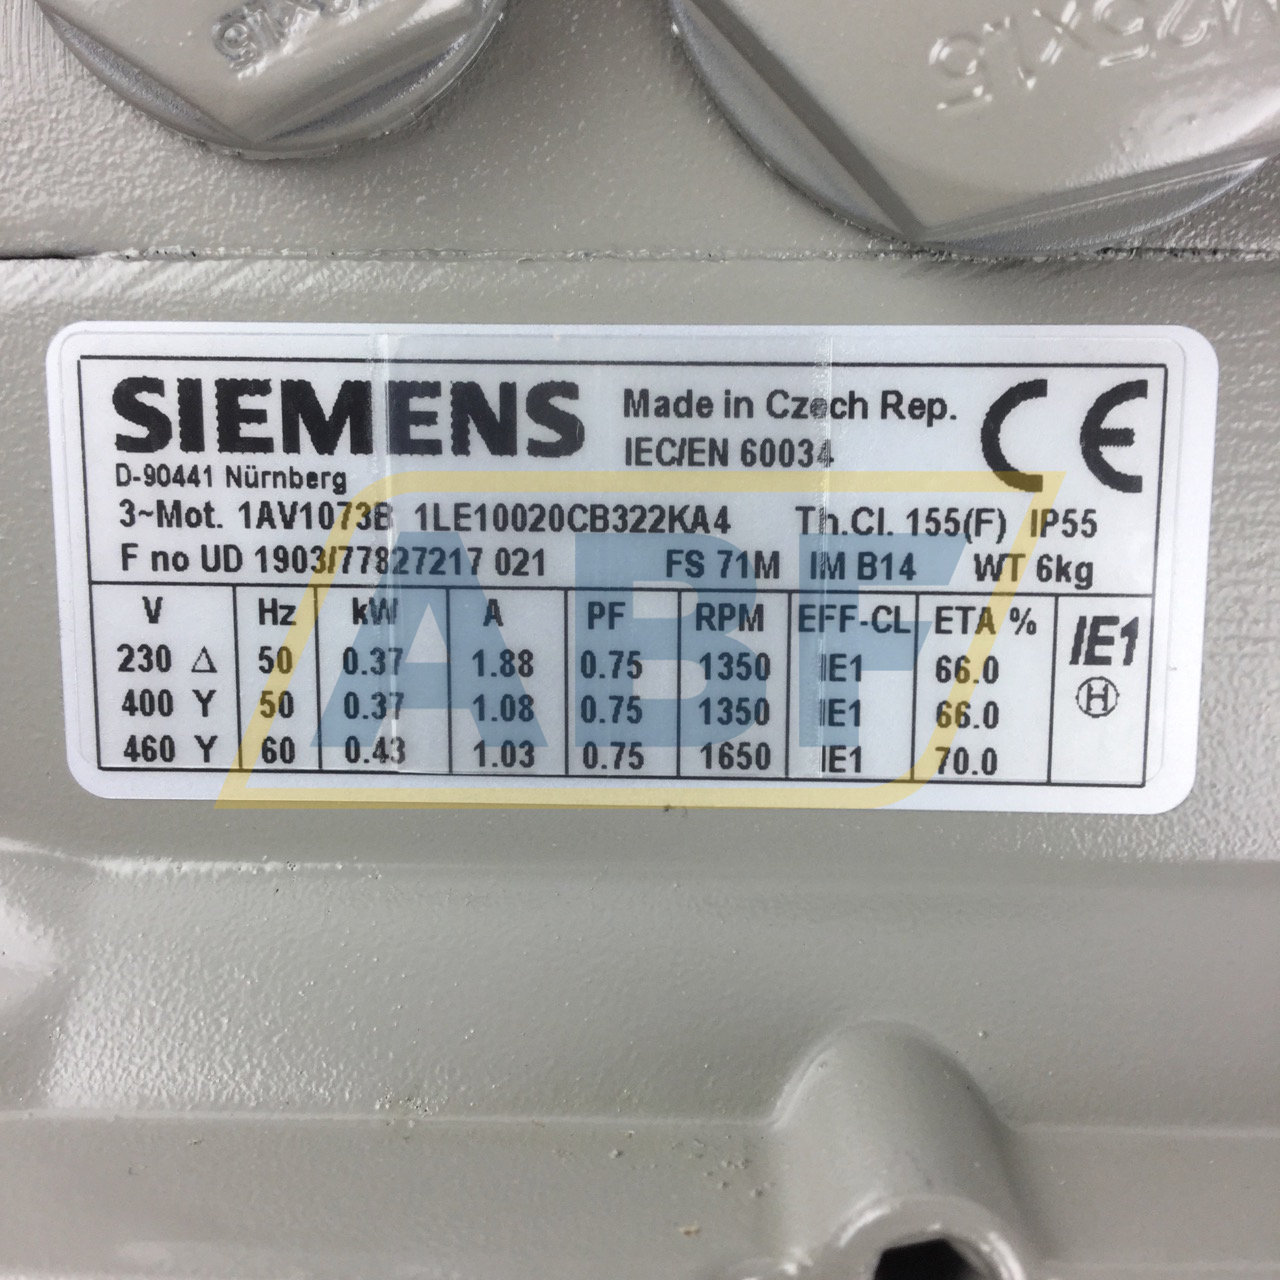 M25X15
SIEMENS
Made in Czech Rep.
IEC/EN 60034
CE
D-90441 Nürnberg
3~Mot. 1AV1073B 1LE10020CB322KA4 Th.Cl. 155(F) IP55
F no UD 1903/77827217 021 FS 71M IM B14 WT 6kg
V Hz kW A PF RPM EFF-CL ETA %
230 Δ 50 0.37 1.88 0.75 1350 IE1 66.0
400 Y 50 0.37 1.08 0.75 1350 IE1 66.0
460 Y 60 0.43 1.03 0.75 1650 IE1 70.0
IE1
H
ABF